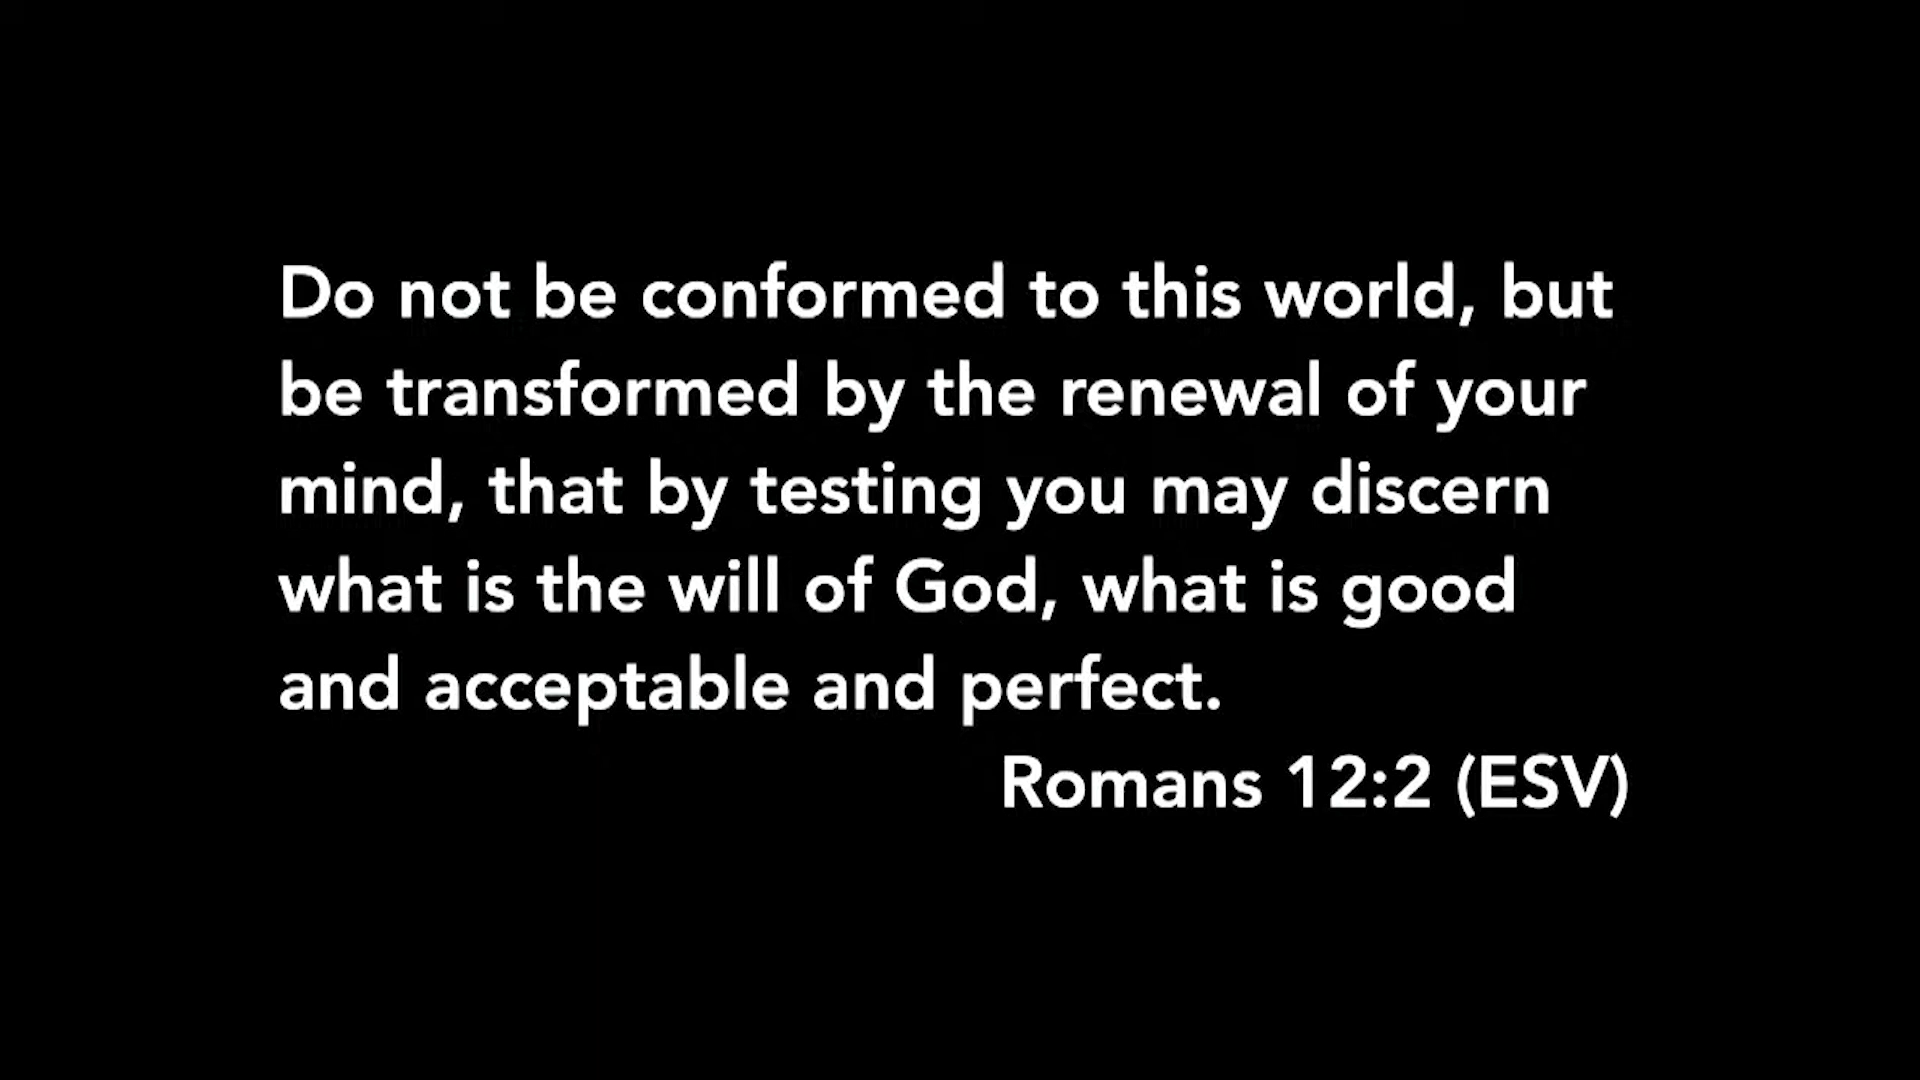 Do not be conformed to this world, but
be transformed by the renewal of your
mind, that by testing you may discern
what is the will of God, what is good
and acceptable and perfect.
Romans 12:2 (ESV)